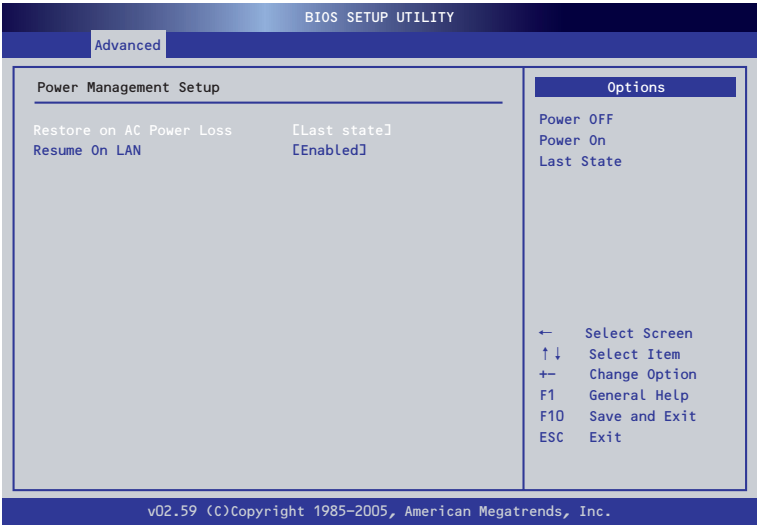 BIOS SETUP UTILITY
Advanced
Power Management Setup
Restore on AC Power Loss [Last state]
Resume On LAN [Enabled]
Options
Power OFF
Power On
Last State
← Select Screen
↑↓ Select Item
+− Change Option
F1 General Help
F10 Save and Exit
ESC Exit
v02.59 (C)Copyright 1985-2005, American Megatrends, Inc.